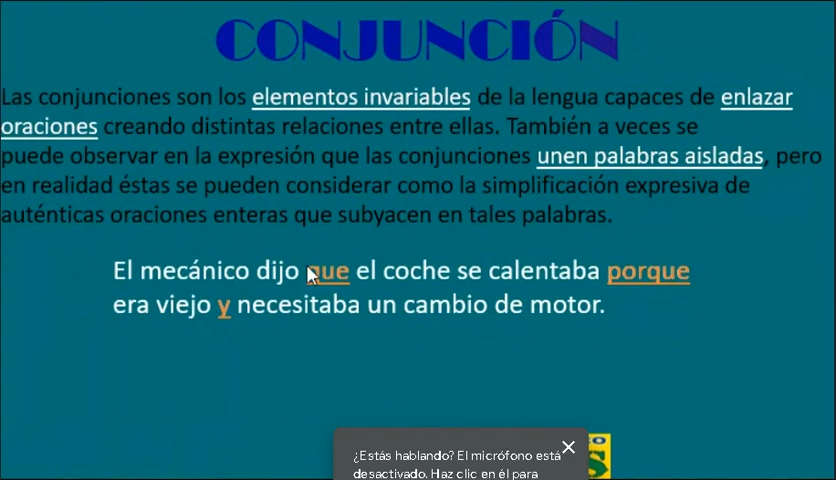 CONJUNCIÓN
Las conjunciones son los elementos invariables de la lengua capaces de enlazar
oraciones creando distintas relaciones entre ellas. También a veces se
puede observar en la expresión que las conjunciones unen palabras aisladas, pero
en realidad éstas se pueden considerar como la simplificación expresiva de
auténticas oraciones enteras que subyacen en tales palabras.
El mecánico dijo que el coche se calentaba porque
era viejo y necesitaba un cambio de motor.
¿Estás hablando? El micrófono está
desactivado. Haz clic en él para